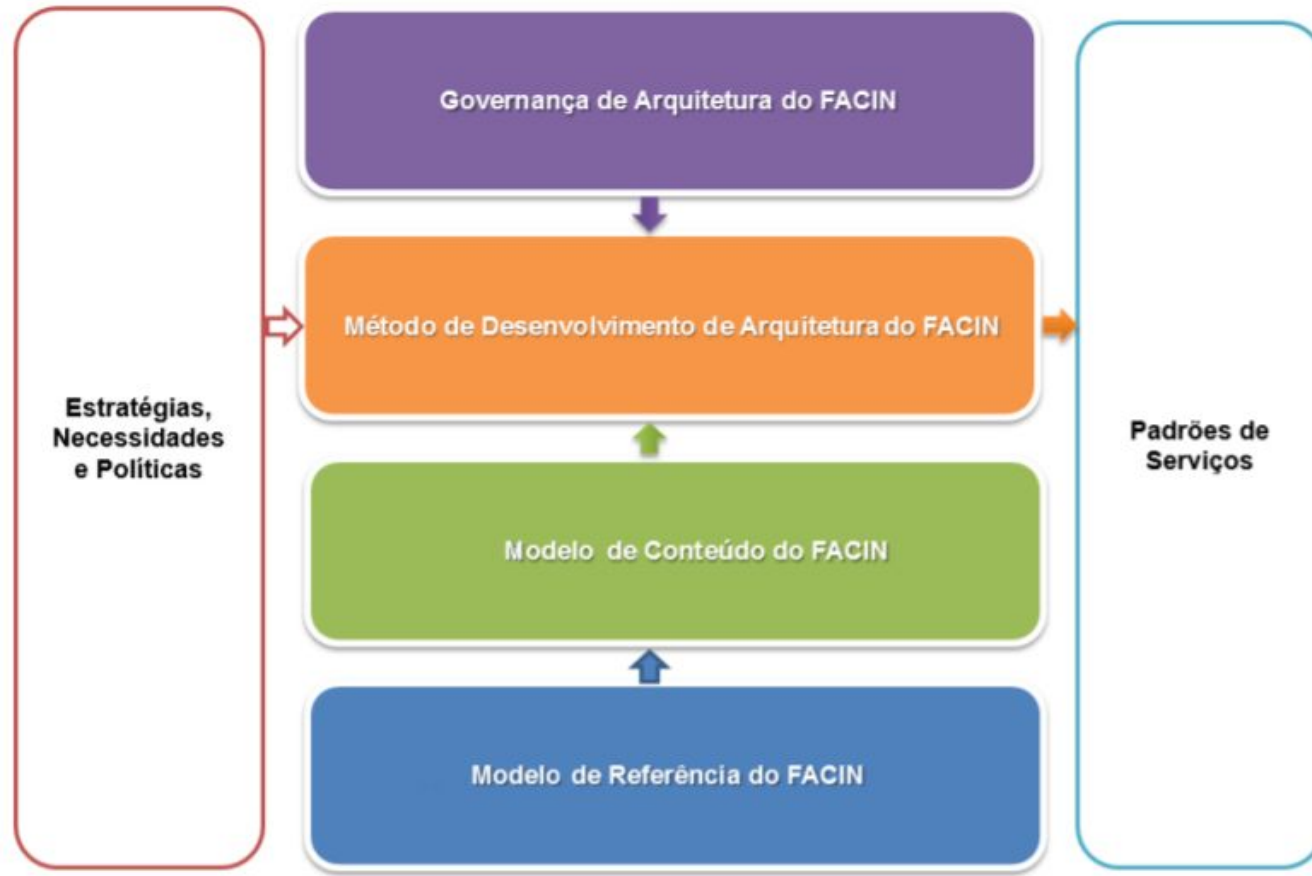 Governança de Arquitetura do FACIN
Método de Desenvolvimento de Arquitetura do FACIN
Estratégias,
Necessidades
e Políticas
Padrões de
Serviços
Modelo de Conteúdo do FACIN
Modelo de Referência do FACIN